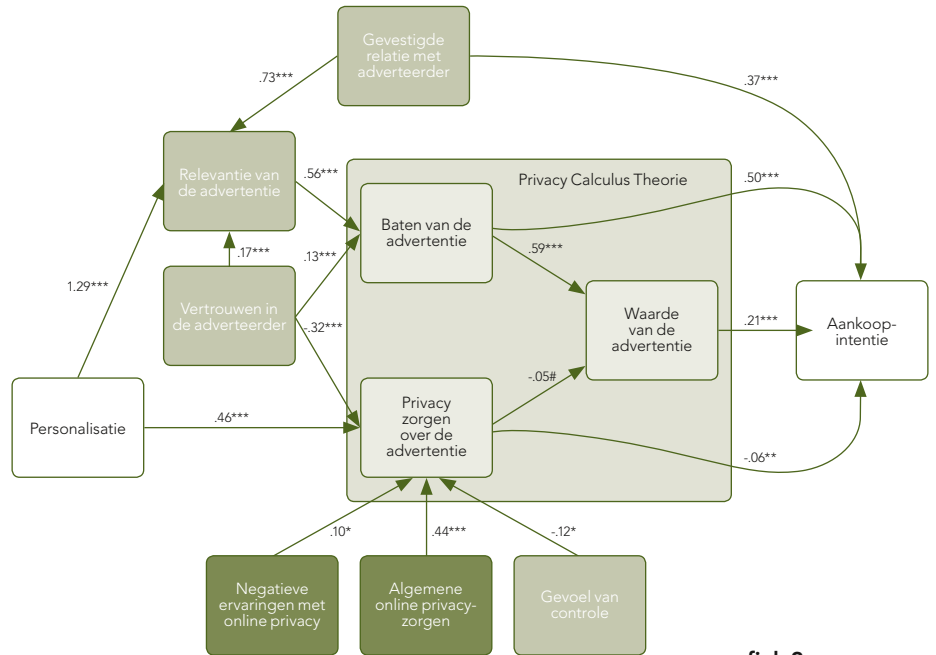 Gevestigde
relatie met
adverteerder
.73***
.37***
Relevantie van
de advertentie
.56***
Privacy Calculus Theorie
.50***
Baten van de
advertentie
.17***
.13***
.59***
1.29***
Vertrouwen in
de adverteerder
-.32***
Waarde
van de
advertentie
.21***
Aankoop-
intentie
-.05#
Personalisatie
.46***
Privacy
zorgen
over de
advertentie
-.06**
.10*
.44***
-.12*
Negatieve
ervaringen met
online privacy
Algemene
online privacy-
zorgen
Gevoel van
controle